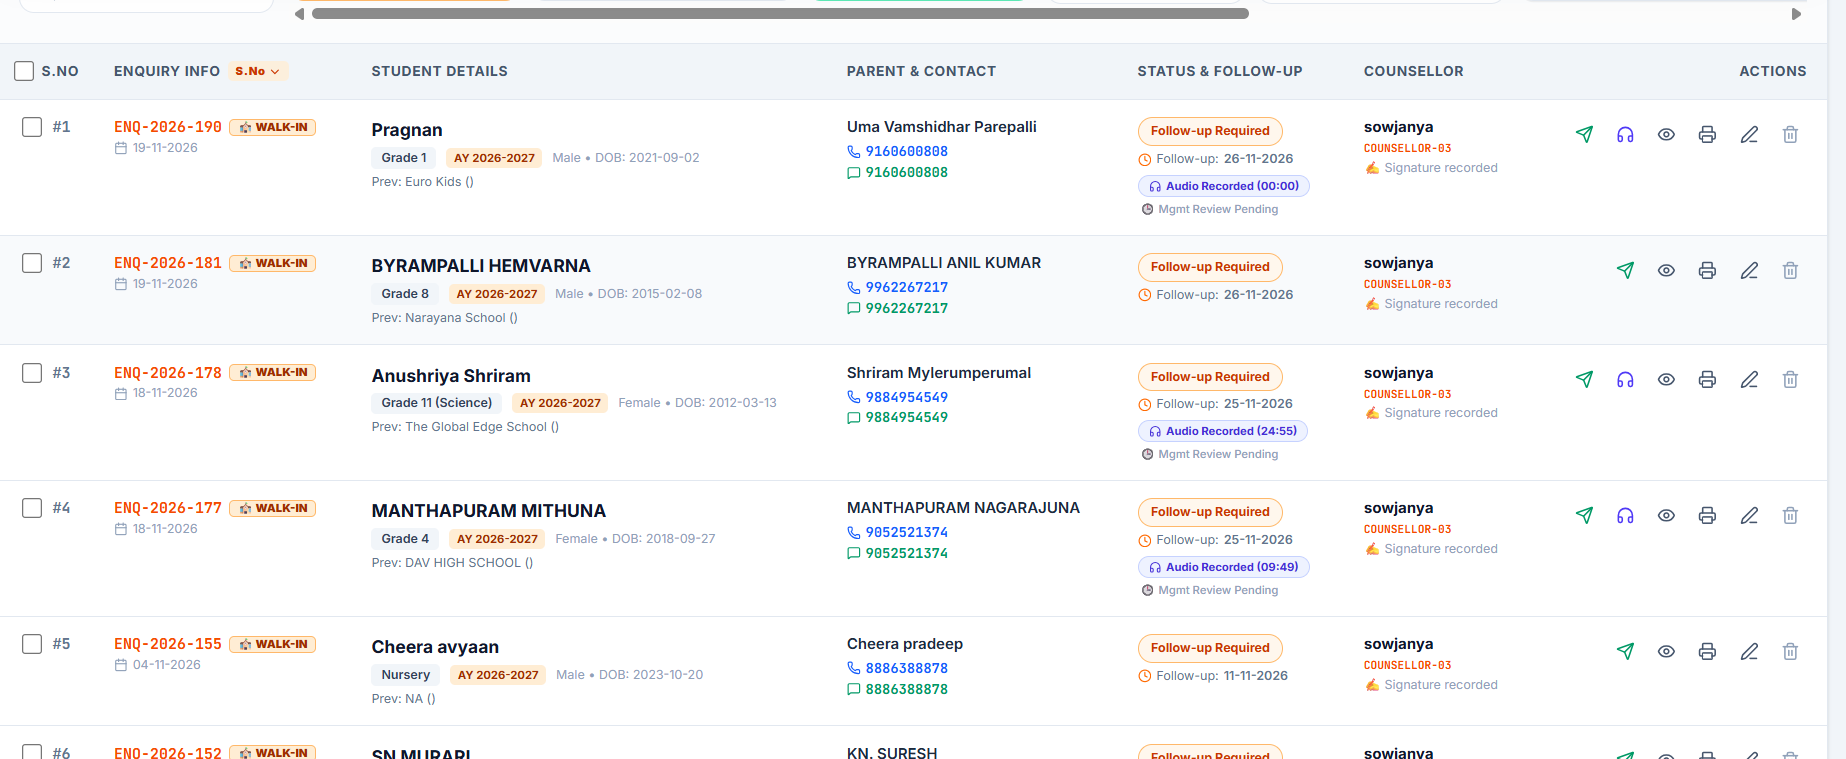 S.NO ENQUIRY INFO S.No STUDENT DETAILS PARENT & CONTACT STATUS & FOLLOW-UP COUNSELLOR ACTIONS
#1 ENQ-2026-190 WALK-IN
19-11-2026
Pragnan
Grade 1 AY 2026-2027 Male • DOB: 2021-09-02
Prev: Euro Kids ()
Uma Vamshidhar Parepalli
9160600808
9160600808
Follow-up Required
Follow-up: 26-11-2026
Audio Recorded (00:00)
Mgmt Review Pending
sowjanya
COUNSELLOR-03
Signature recorded
#2 ENQ-2026-181 WALK-IN
19-11-2026
BYRAMPALLI HEMVARNA
Grade 8 AY 2026-2027 Male • DOB: 2015-02-08
Prev: Narayana School ()
BYRAMPALLI ANIL KUMAR
9962267217
9962267217
Follow-up Required
Follow-up: 26-11-2026
sowjanya
COUNSELLOR-03
Signature recorded
#3 ENQ-2026-178 WALK-IN
18-11-2026
Anushriya Shriram
Grade 11 (Science) AY 2026-2027 Female • DOB: 2012-03-13
Prev: The Global Edge School ()
Shriram Mylerumperumal
9884954549
9884954549
Follow-up Required
Follow-up: 25-11-2026
Audio Recorded (24:55)
Mgmt Review Pending
sowjanya
COUNSELLOR-03
Signature recorded
#4 ENQ-2026-177 WALK-IN
18-11-2026
MANTHAPURAM MITHUNA
Grade 4 AY 2026-2027 Female • DOB: 2018-09-27
Prev: DAV HIGH SCHOOL ()
MANTHAPURAM NAGARAJUNA
9052521374
9052521374
Follow-up Required
Follow-up: 25-11-2026
Audio Recorded (09:49)
Mgmt Review Pending
sowjanya
COUNSELLOR-03
Signature recorded
#5 ENQ-2026-155 WALK-IN
04-11-2026
Cheera avyaan
Nursery AY 2026-2027 Male • DOB: 2023-10-20
Prev: NA ()
Cheera pradeep
8886388878
8886388878
Follow-up Required
Follow-up: 11-11-2026
sowjanya
COUNSELLOR-03
Signature recorded
#6 ENQ-2026-152 WALK-IN
SN MURARI
KN. SURESH
Follow-up Required
sowjanya